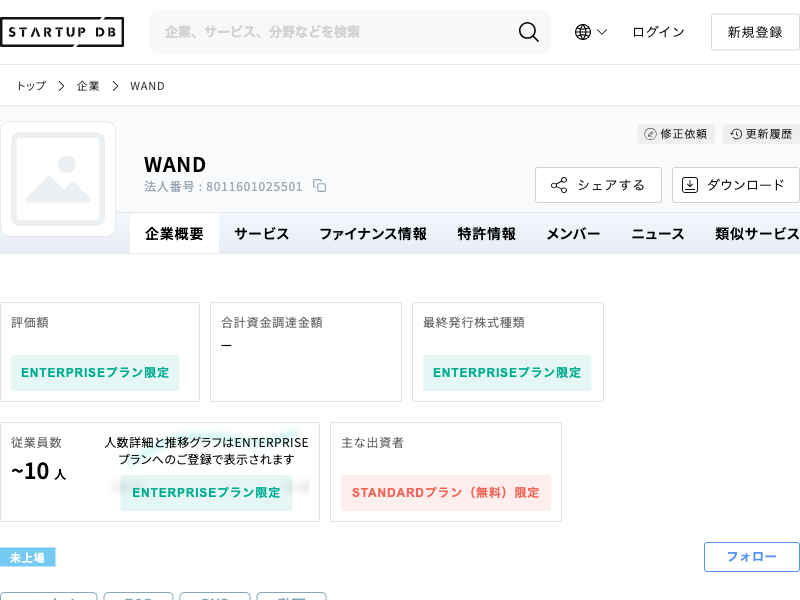 STARTUP DB
企業、サービス、分野などを検索
ログイン
新規登録
トップ
企業
WAND
修正依頼
更新履歴
WAND
法人番号 : 8011601025501
シェアする
ダウンロード
企業概要
サービス
ファイナンス情報
特許情報
メンバー
ニュース
類似サービス
評価額
ENTERPRISEプラン限定
合計資金調達金額
—
最終発行株式種類
ENTERPRISEプラン限定
従業員数
~10 人
人数詳細と推移グラフはENTERPRISE
プランへのご登録で表示されます
ENTERPRISEプラン限定
主な出資者
STANDARDプラン（無料）限定
未上場
フォロー